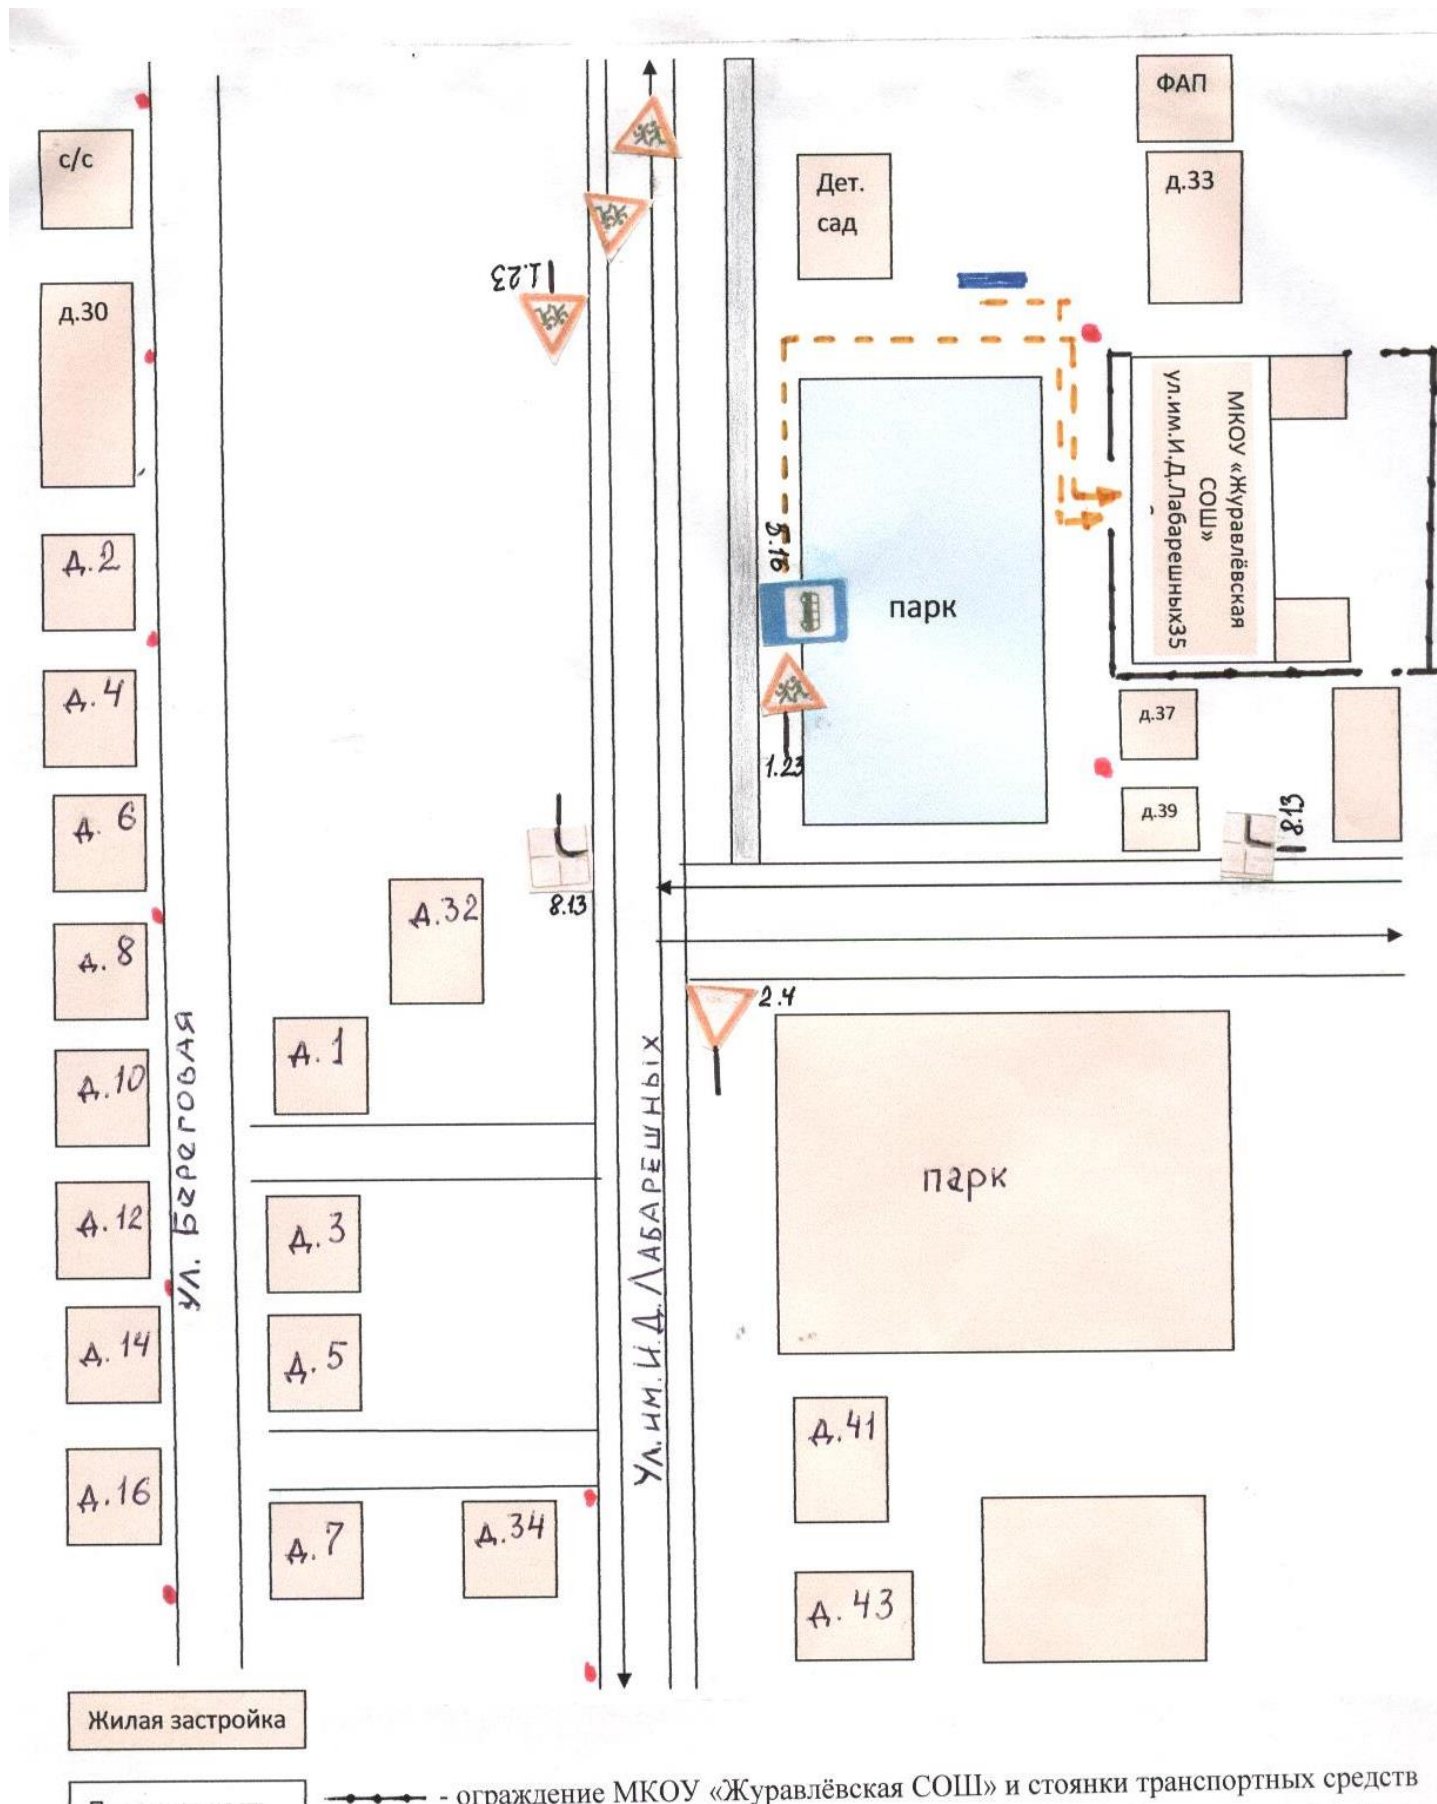 ФАП
с/с
Дет.
сад
д.33
1.23
д.30
МКОУ «Журавлёвская
СОШ»
ул.им.И.Д.Лабарешных35
5.16
д.2
парк
д.4
д.37
1.23
д. 6
д.39
8.13
д.32
8.13
д. 8
2.4
д. 1
д.10
ул. Береговая
Ул. им. И.Д. ЛАБАРЕШНЫХ
парк
д.12
д. 3
д. 14
д. 5
д.41
д.16
д. 7
д.34
д. 43
Жилая застройка
- ограждение МКОУ «Журавлёвская СОШ» и стоянки транспортных средств